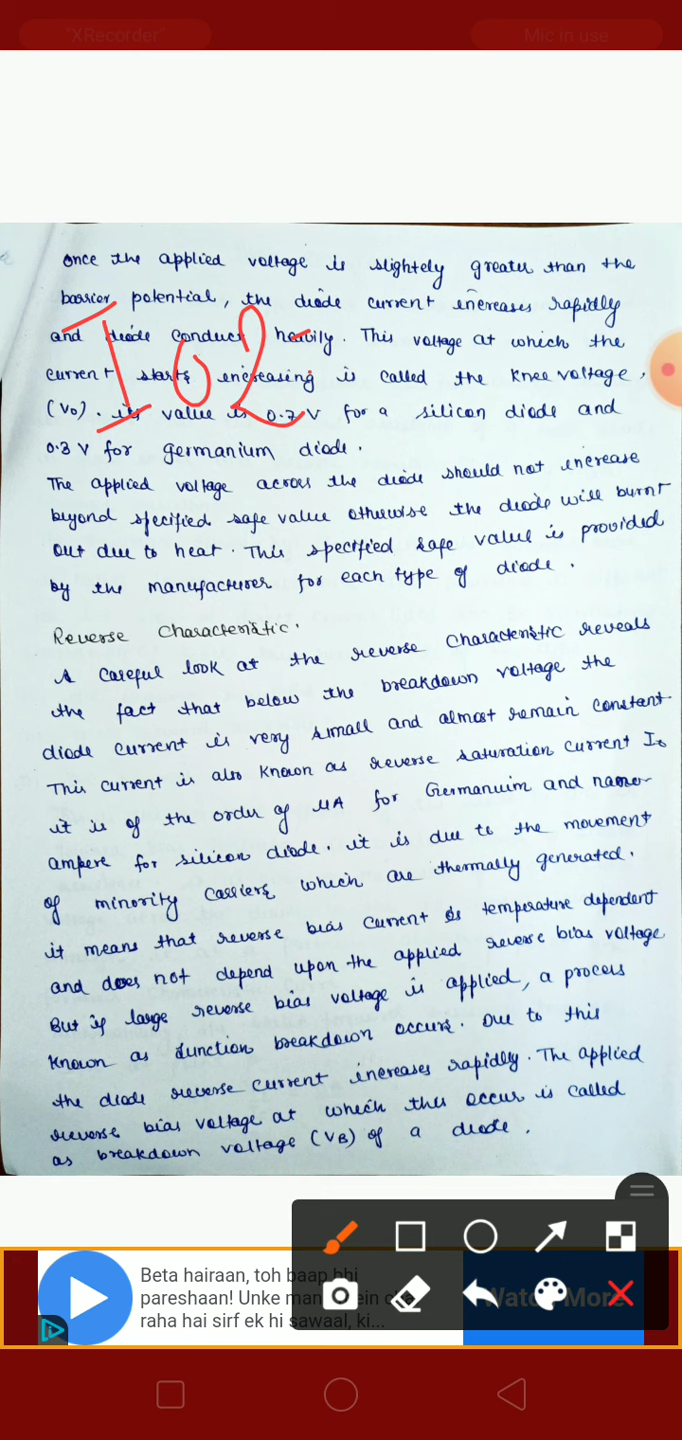 "XRecorder"
Mic in use
once the applied voltage is slightely greater than the
barrier potential, the diode current increases rapidly
and diode conduct heavily. This voltage at which the
current starts increasing is called the Knee voltage,
(V0). its value is 0.7 V for a silicon diode and
0.3 V for germanium diode.
I02
The applied voltage across the diode should not increase
beyond specified safe value otherwise the diode will burnt
out due to heat. This specified safe value is provided
by the manufacturer for each type of diode.
Reverse Characteristic.
A careful look at the reverse characteristic reveals
the fact that below the breakdown voltage the
diode current is very small and almost remain constant
This current is also known as reverse saturation current Io
it is of the order of μA for Germanuim and nano
ampere for silicon diode. it is due to the movement
of minority carriers which are thermally generated.
it means that reverse bias current is temperature dependent
and does not depend upon the applied reverse bias voltage
But if large reverse bias voltage is applied, a process
known as Junction breakdown occurs. Due to this
the diode reverse current increases rapidly. The applied
reverse bias voltage at which this occur is called
as breakdown voltage (VB) of a diode.
Beta hairaan, toh baap bhi
pareshaan! Unke man
raha hai sirf ek hi sawaal, ki...
Watch More